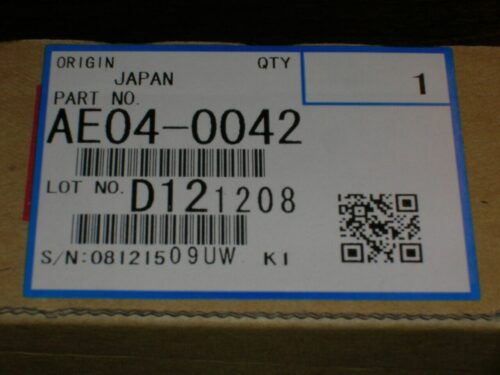 ORIGIN QTY
JAPAN 1
PART NO.
AE04-0042
LOT NO. D121208
S/N:08121509UW KI